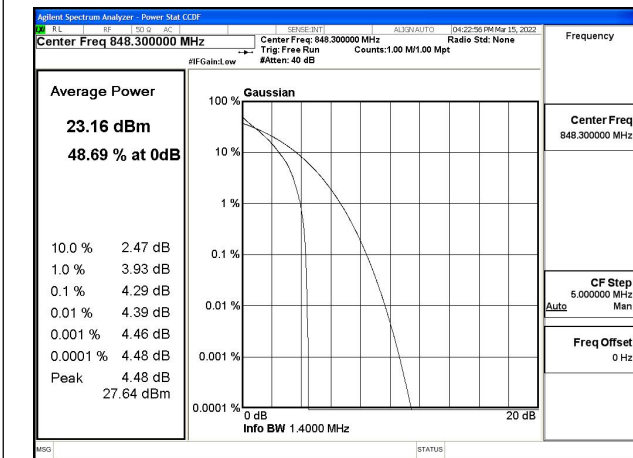 Agilent Spectrum Analyzer - Power Stat CCDF
RL RF 50 Ω AC SENSE:INT ALIGN AUTO 04:22:56 PM Mar 15, 2022
Center Freq 848.300000 MHz
Center Freq: 848.300000 MHz Radio Std: None
Trig: Free Run Counts:1.00 M/1.00 Mpt
#IFGain:Low #Atten: 40 dB
Frequency
Average Power
23.16 dBm
48.69 % at 0dB
10.0 % 2.47 dB
1.0 % 3.93 dB
0.1 % 4.29 dB
0.01 % 4.39 dB
0.001 % 4.46 dB
0.0001 % 4.48 dB
Peak 4.48 dB
27.64 dBm
Gaussian
100 %
10 %
1 %
0.1 %
0.01 %
0.001 %
0.0001 %
0 dB 20 dB
Info BW 1.4000 MHz
Center Freq
848.300000 MHz
CF Step
5.000000 MHz
Auto Man
Freq Offset
0 Hz
MSG STATUS